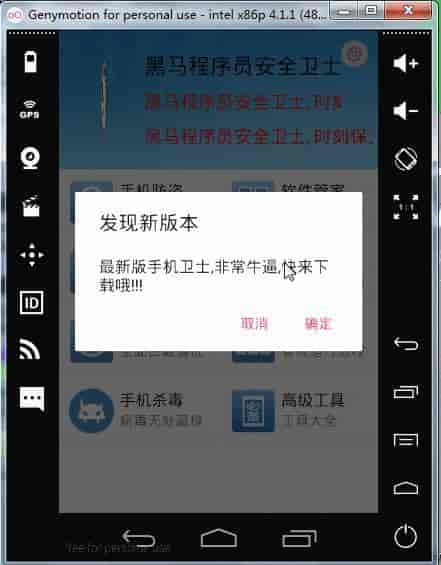 Genymotion for personal use - intel x86p 4.1.1 (48...
黑马程序员安全卫士
黑马程序员安全卫士,时刻
黑马程序员安全卫士,时刻保.
GPS
1:1
ID
手机防盗
软件管家
发现新版本
最新版手机卫士,非常牛逼,快来下
载哦!!!
取消
确定
手机杀毒
病毒无处藏身
高级工具
工具大全
free for personal use